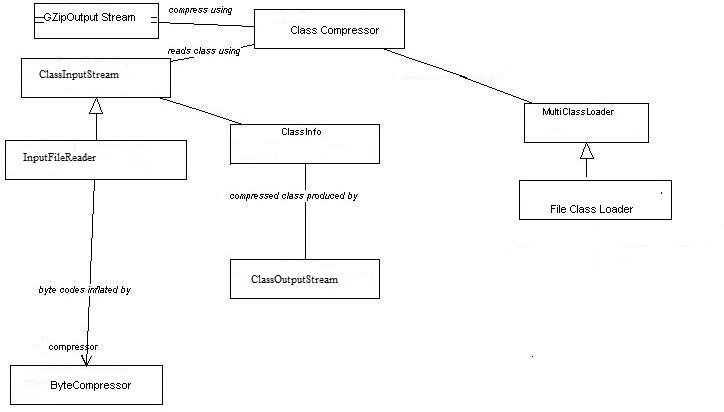 GZipOutput Stream
compress using
Class Compressor
reads class using
ClassInputStream
MultiClassLoader
ClassInfo
InputFileReader
compressed class produced by
File Class Loader
ClassOutputStream
byte codes inflated by
compressor
ByteCompressor